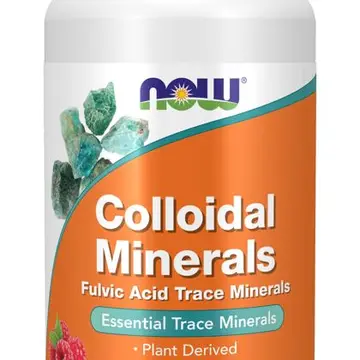 NOW
Colloidal
Minerals
Fulvic Acid Trace Minerals
Essential Trace Minerals
• Plant Derived